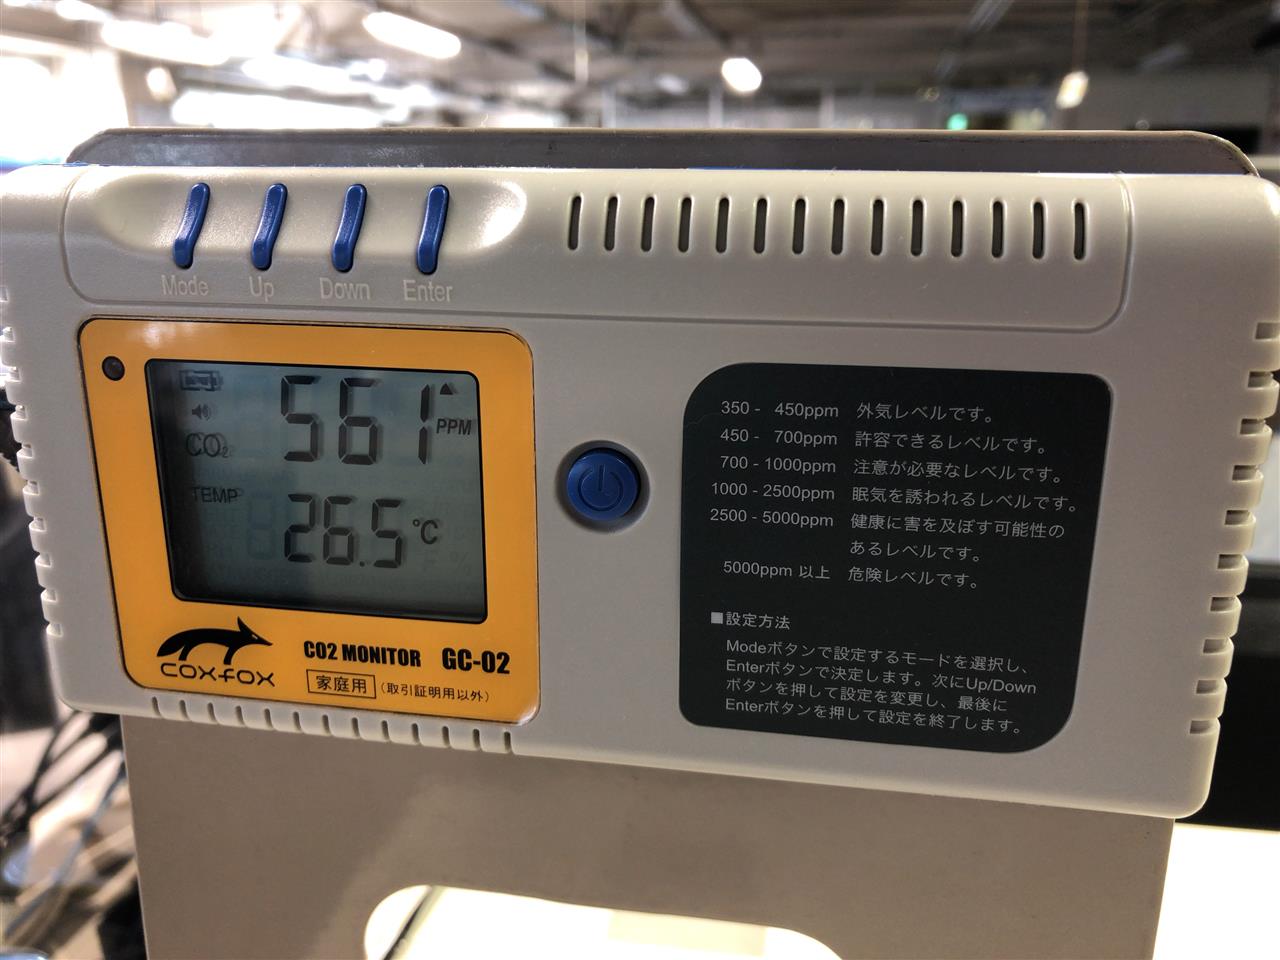 Mode Up Down Enter
561 PPM
CO₂
TEMP
26.5 ℃
coxfox
CO2 MONITOR GC-02
家庭用 (取引証明用以外)
350 - 450ppm 外気レベルです。
450 - 700ppm 許容できるレベルです。
700 - 1000ppm 注意が必要なレベルです。
1000 - 2500ppm 眠気を誘われるレベルです。
2500 - 5000ppm 健康に害を及ぼす可能性の
あるレベルです。
5000ppm 以上 危険レベルです。
■設定方法
Modeボタンで設定するモードを選択し、
Enterボタンで決定します。次にUp/Down
ボタンを押して設定を変更し、最後に
Enterボタンを押して設定を終了します。